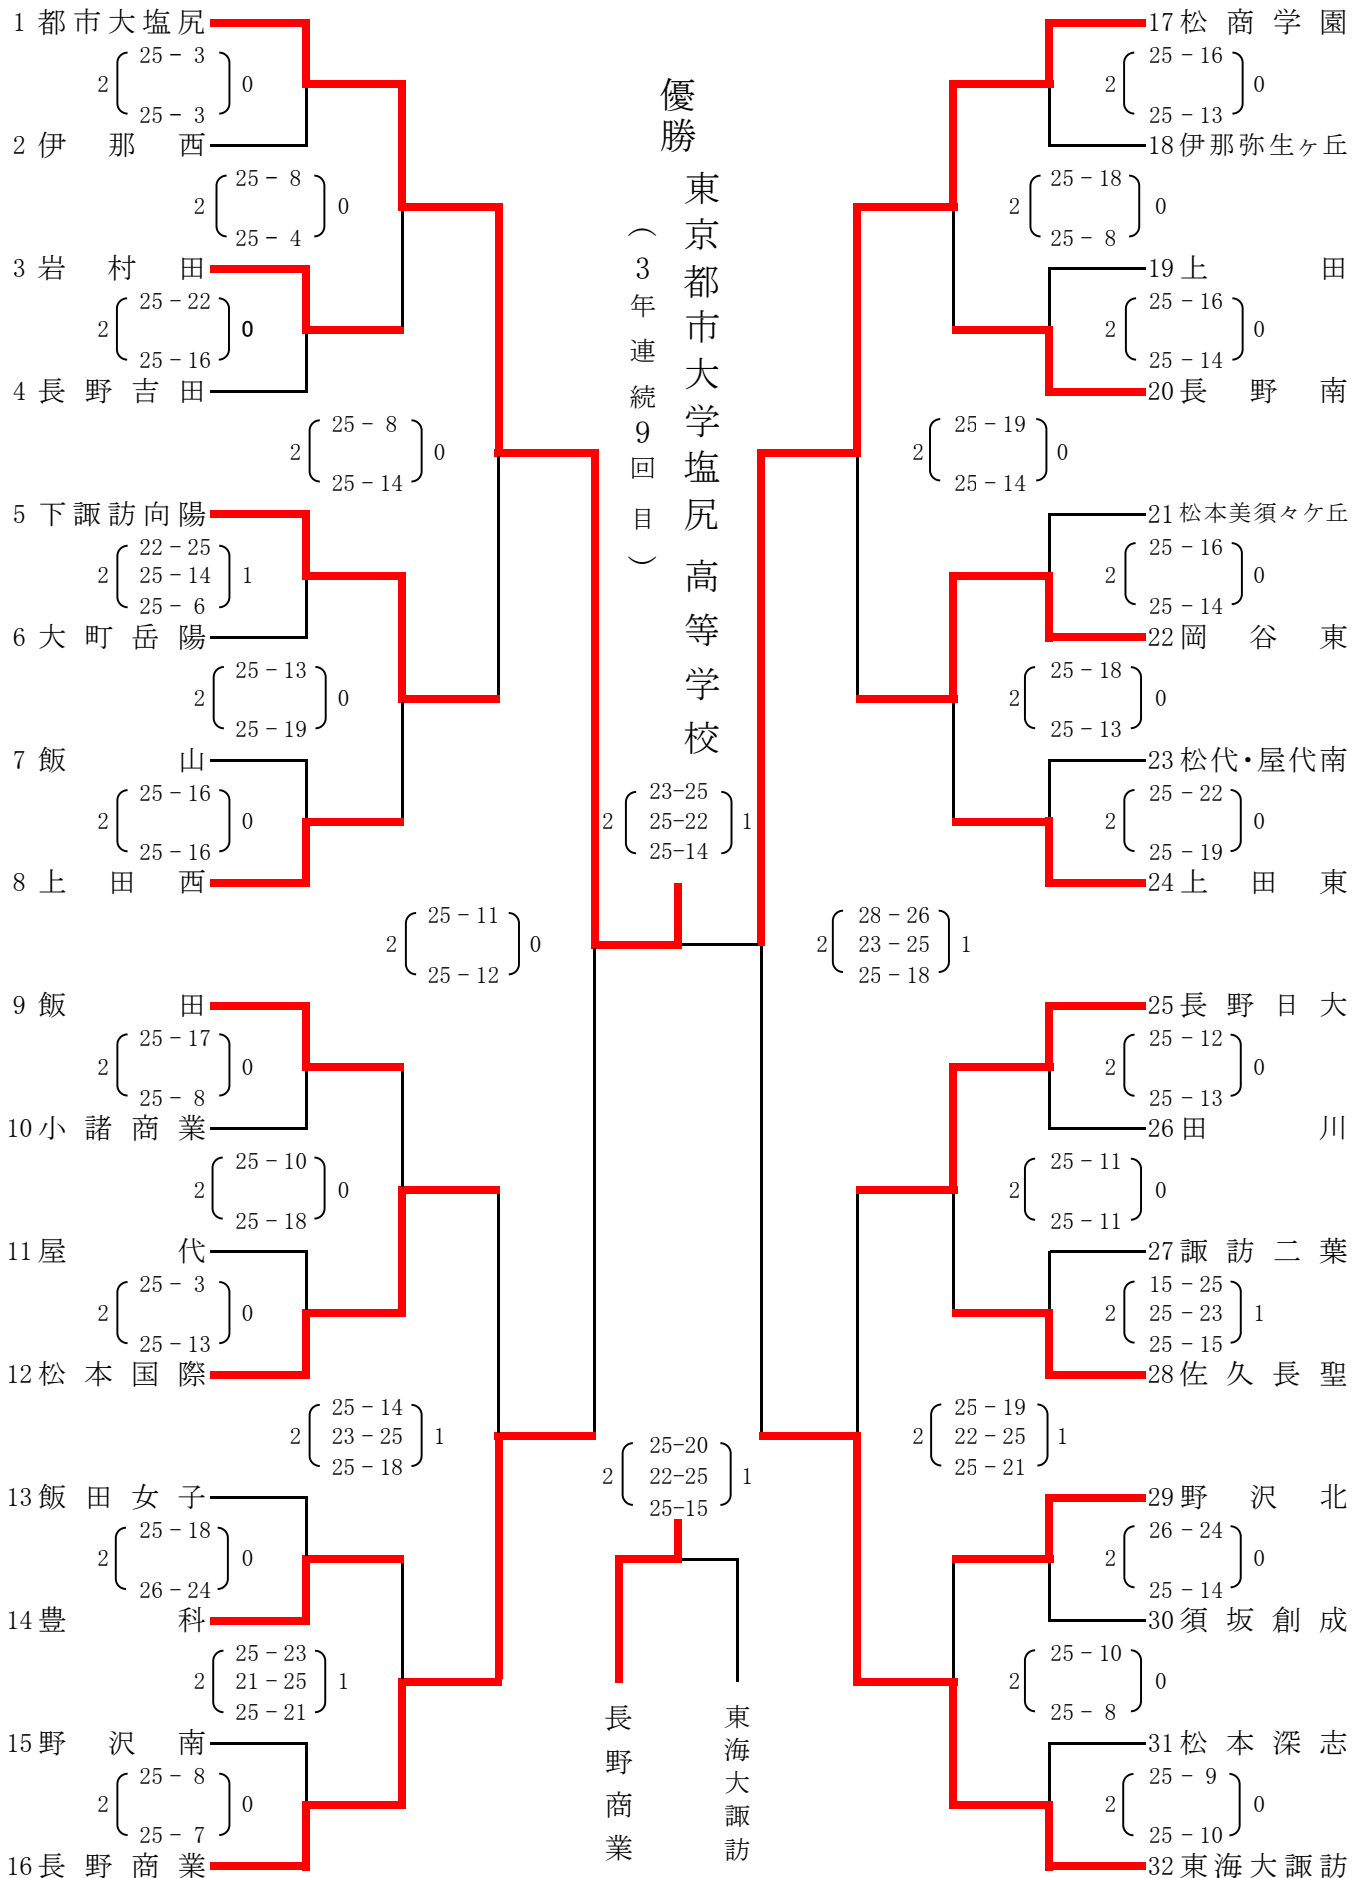 1 都市大塩尻
25 − 3
2 0
25 − 3
2 伊那西
25 − 8
2 0
25 − 4
3 岩村田
25 − 22
2 0
25 − 16
4 長野吉田
25 − 8
2 0
25 − 14
5 下諏訪向陽
22 − 25
2 25 − 14 1
25 − 6
6 大町岳陽
25 − 13
2 0
25 − 19
7 飯山
25 − 16
2 0
25 − 16
8 上田西
25 − 11
2 0
25 − 12
9 飯田
25 − 17
2 0
25 − 8
10 小諸商業
25 − 10
2 0
25 − 18
11 屋代
25 − 3
2 0
25 − 13
12 松本国際
25 − 14
2 23 − 25 1
25 − 18
13 飯田女子
25 − 18
2 0
26 − 24
14 豊科
25 − 23
2 21 − 25 1
25 − 21
15 野沢南
25 − 8
2 0
25 − 7
16 長野商業
優勝
東京都市大学塩尻高等学校
(3年連続9回目)
23−25
2 25−22 1
25−14
25−20
2 22−25 1
25−15
長野商業
東海大諏訪
17 松商学園
25 − 16
2 0
25 − 13
18 伊那弥生ヶ丘
25 − 18
2 0
25 − 8
19 上田
25 − 16
2 0
25 − 14
20 長野南
25 − 19
2 0
25 − 14
21 松本美須々ケ丘
25 − 16
2 0
25 − 14
22 岡谷東
25 − 18
2 0
25 − 13
23 松代・屋代南
25 − 22
2 0
25 − 19
24 上田東
28 − 26
2 23 − 25 1
25 − 18
25 長野日大
25 − 12
2 0
25 − 13
26 田川
25 − 11
2 0
25 − 11
27 諏訪二葉
15 − 25
2 25 − 23 1
25 − 15
28 佐久長聖
25 − 19
2 22 − 25 1
25 − 21
29 野沢北
26 − 24
2 0
25 − 14
30 須坂創成
25 − 10
2 0
25 − 8
31 松本深志
25 − 9
2 0
25 − 10
32 東海大諏訪